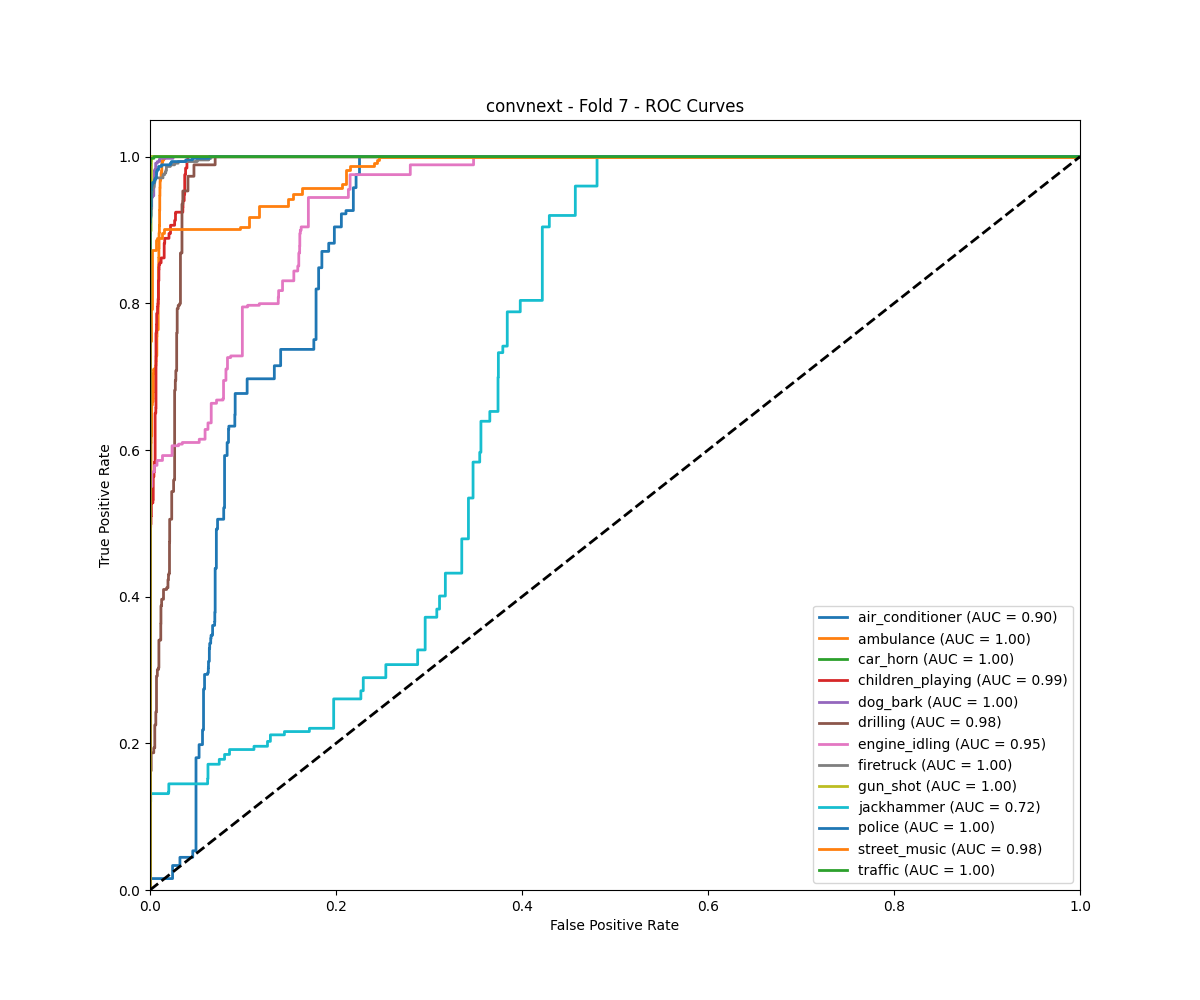 convnext - Fold 7 - ROC Curves
True Positive Rate
1.0
0.8
0.6
0.4
0.2
0.0
0.0 0.2 0.4 0.6 0.8 1.0
False Positive Rate
air_conditioner (AUC = 0.90)
ambulance (AUC = 1.00)
car_horn (AUC = 1.00)
children_playing (AUC = 0.99)
dog_bark (AUC = 1.00)
drilling (AUC = 0.98)
engine_idling (AUC = 0.95)
firetruck (AUC = 1.00)
gun_shot (AUC = 1.00)
jackhammer (AUC = 0.72)
police (AUC = 1.00)
street_music (AUC = 0.98)
traffic (AUC = 1.00)